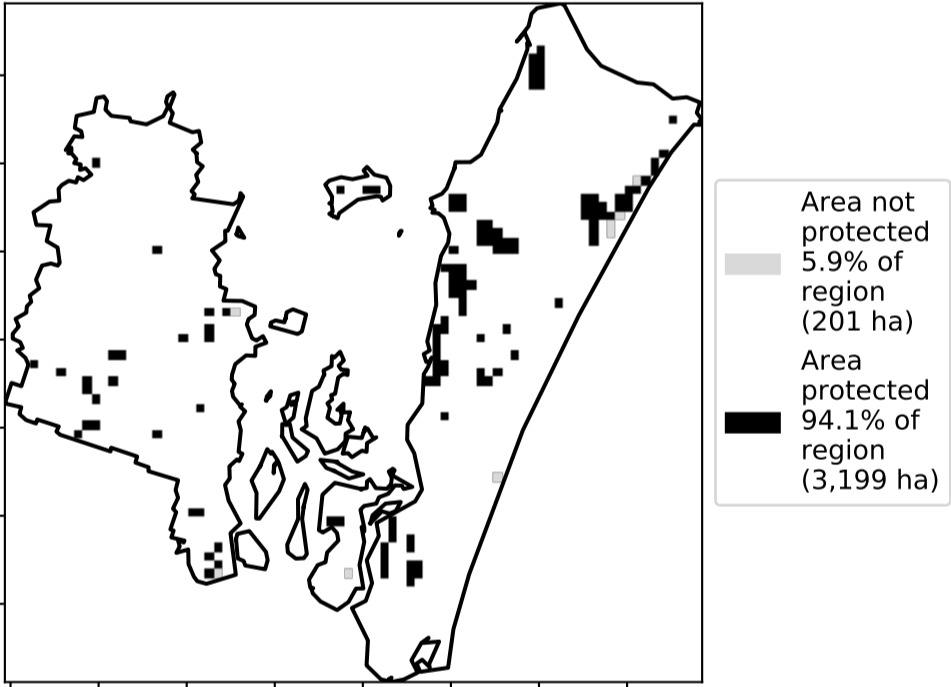 Area not
protected
5.9% of
region
(201 ha)
Area
protected
94.1% of
region
(3,199 ha)